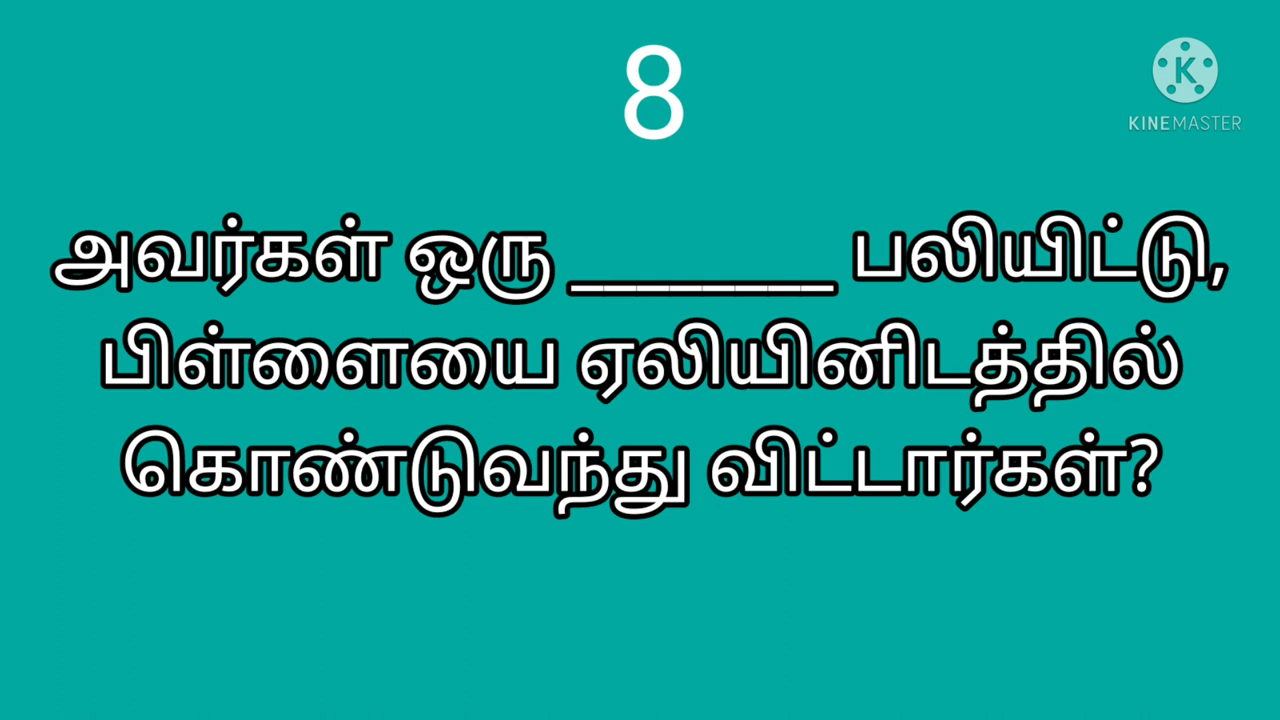 8
KINEMASTER
அவர்கள் ஒரு ________ பலியிட்டு,
பிள்ளையை ஏலியினிடத்தில்
கொண்டுவந்து விட்டார்கள்?